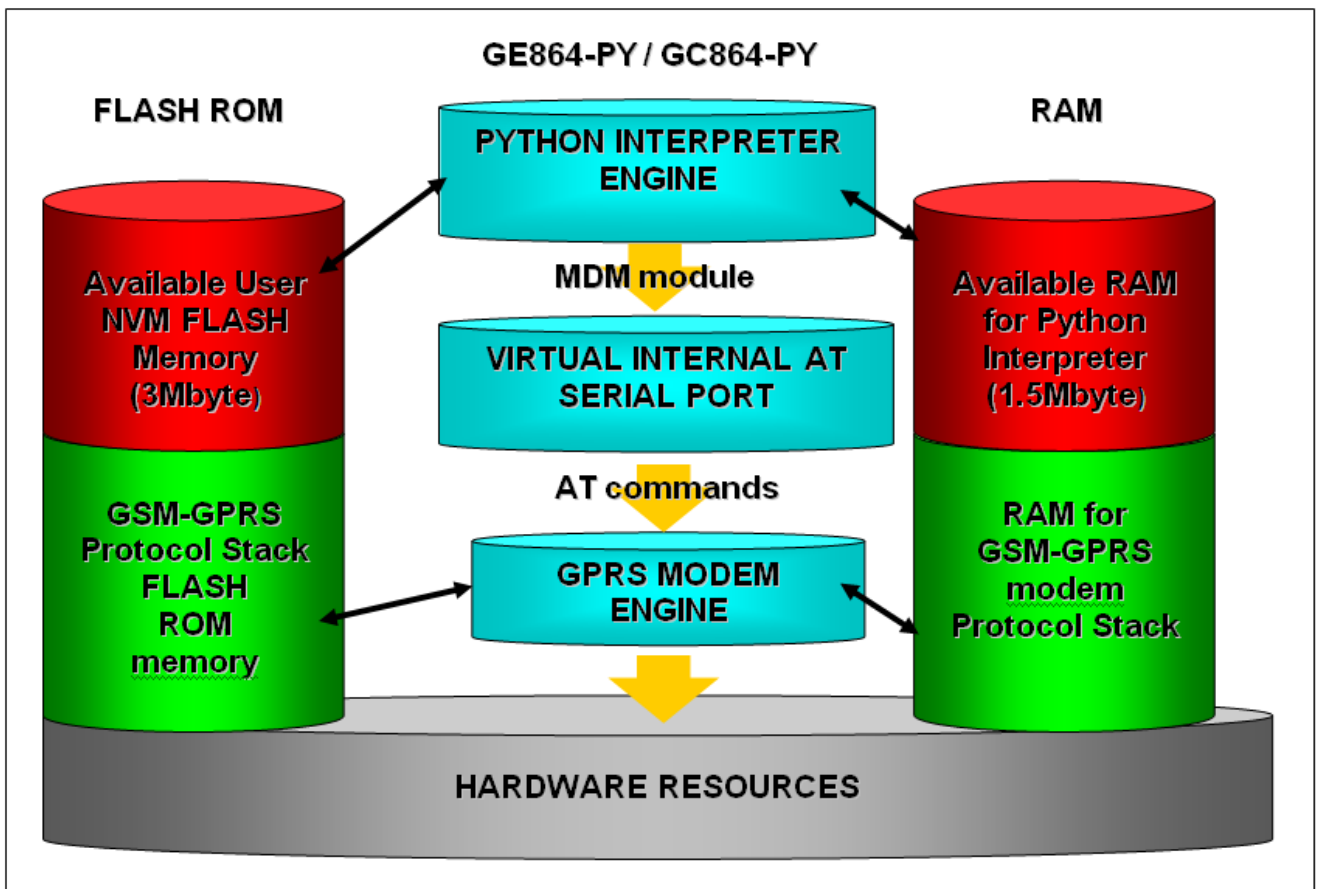 GE864-PY / GC864-PY
FLASH ROM
RAM
PYTHON INTERPRETER
ENGINE
Available User
NVM FLASH
Memory
(3Mbyte)
MDM module
Available RAM
for Python
Interpreter
(1.5Mbyte)
VIRTUAL INTERNAL AT
SERIAL PORT
AT commands
GSM-GPRS
Protocol Stack
FLASH
ROM
memory
GPRS MODEM
ENGINE
RAM for
GSM-GPRS
modem
Protocol Stack
HARDWARE RESOURCES